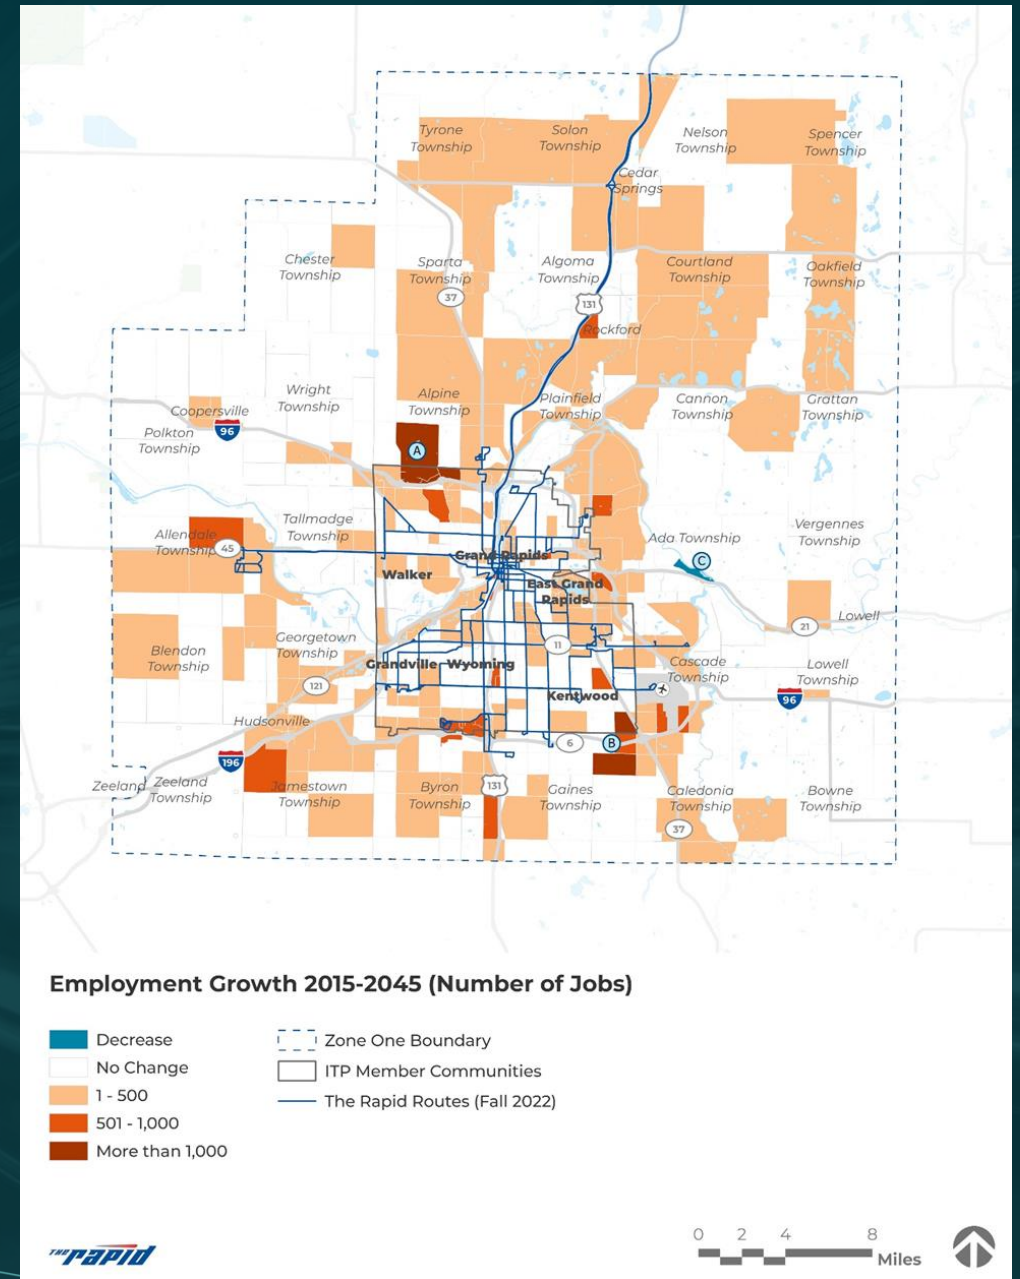 Tyrone
Township
Solon
Township
Nelson
Township
Spencer
Township
Cedar
Springs
Chester
Township
Sparta
Township
Algoma
Township
Courtland
Township
Oakfield
Township
37
131
Rockford
Wright
Township
Alpine
Township
Plainfield
Township
Cannon
Township
Grattan
Township
Coopersville
96
Polkton
Township
A
Tallmadge
Township
Allendale
Township
45
Ada Township
Vergennes
Township
C
Grand Rapids
Walker
East Grand
Rapids
Lowell
21
Blendon
Township
Georgetown
Township
11
Grandville
Wyoming
Kentwood
Cascade
Township
Lowell
Township
121
96
Hudsonville
6
B
196
Zeeland
Zeeland
Township
Jamestown
Township
Byron
Township
131
Gaines
Township
Caledonia
Township
Bowne
Township
37
Employment Growth 2015-2045 (Number of Jobs)
Decrease
No Change
1 - 500
501 - 1,000
More than 1,000
Zone One Boundary
ITP Member Communities
The Rapid Routes (Fall 2022)
THE rapid
0 2 4 8
Miles